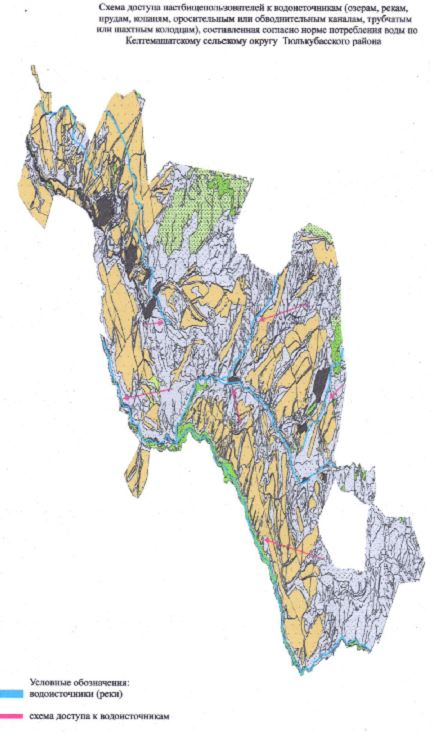 Схема доступа пастбищепользователей к водоисточникам (озерам, рекам,
прудам, копаням, оросительным или обводнительным каналам, трубчатым
или шахтным колодцам), составленная согласно норме потребления воды по
Келтемашатскому сельскому округу Тюлькубасского района
Условные обозначения:
водоисточники (реки)
схема доступа к водоисточникам